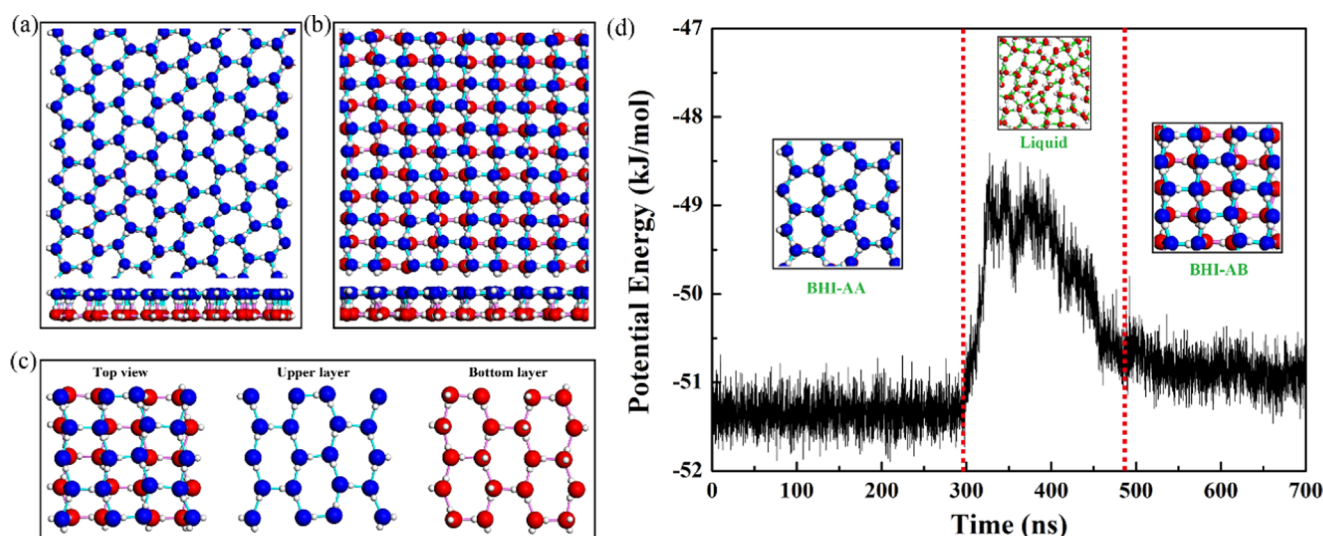 (a)
(b)
(c)
Top view
Upper layer
Bottom layer
(d)
Potential Energy (kJ/mol)
-47
-48
-49
-50
-51
-52
Liquid
BHI-AA
BHI-AB
0 100 200 300 400 500 600 700
Time (ns)